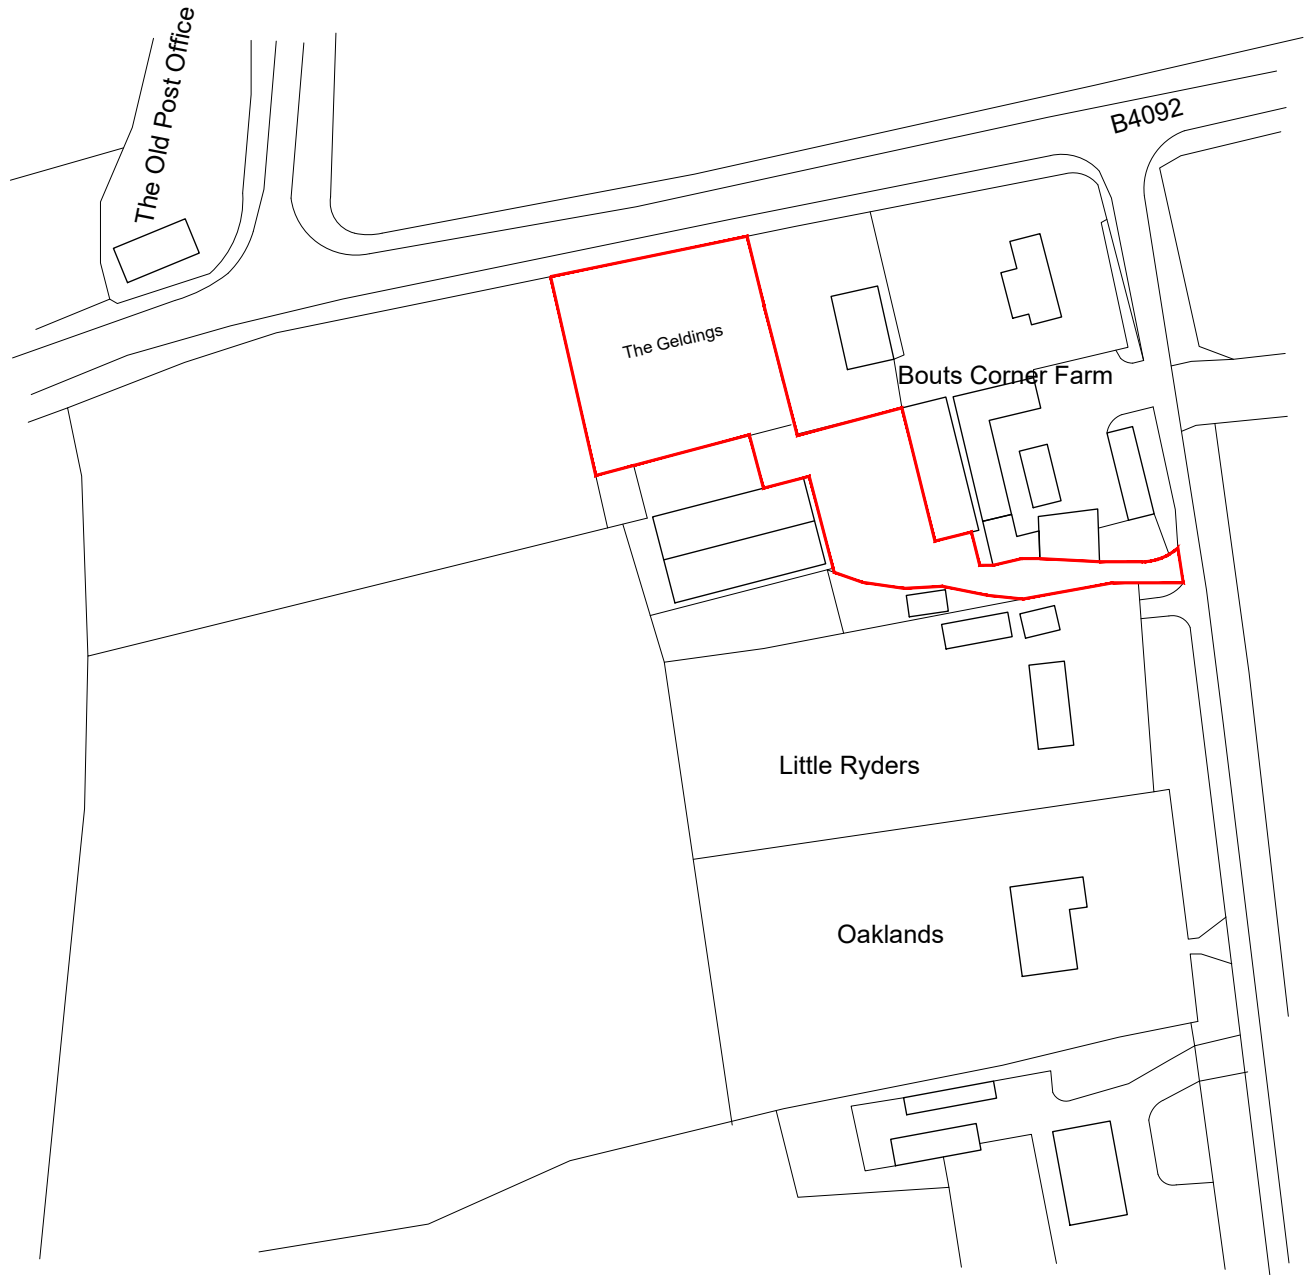 The Old Post Office
B4092
The Geldings
Bouts Corner Farm
Little Ryders
Oaklands